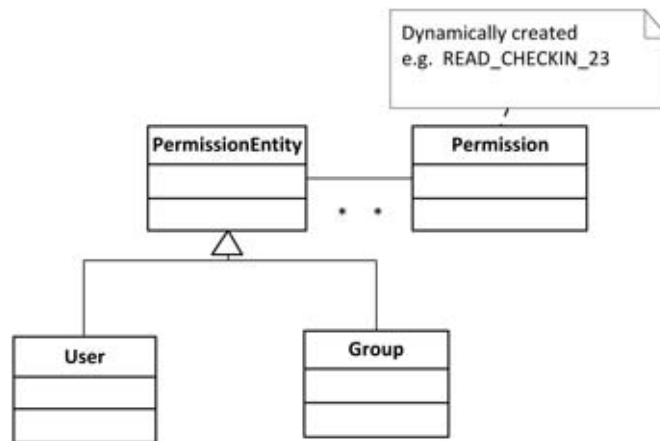 Dynamically created
e.g. READ_CHECKIN_23
PermissionEntity
Permission
* *
User
Group